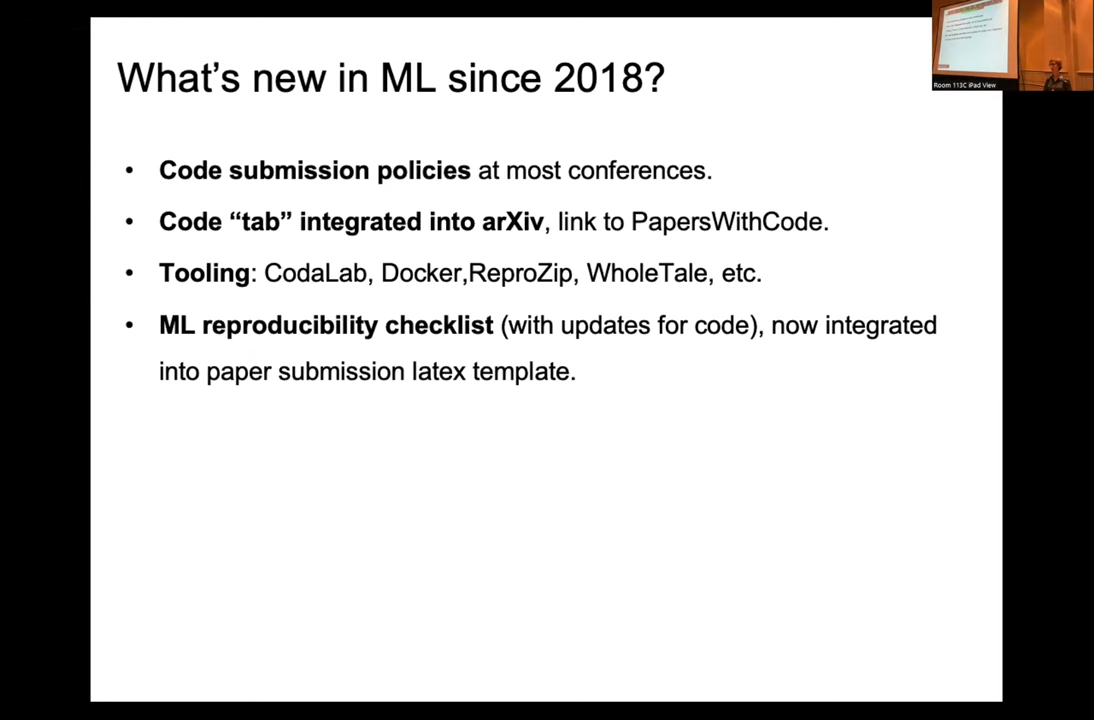 What's new in ML since 2018?
• Code submission policies at most conferences.
• Code “tab” integrated into arXiv, link to PapersWithCode.
• Tooling: CodaLab, Docker,ReproZip, WholeTale, etc.
• ML reproducibility checklist (with updates for code), now integrated
into paper submission latex template.
Room 113C iPad View